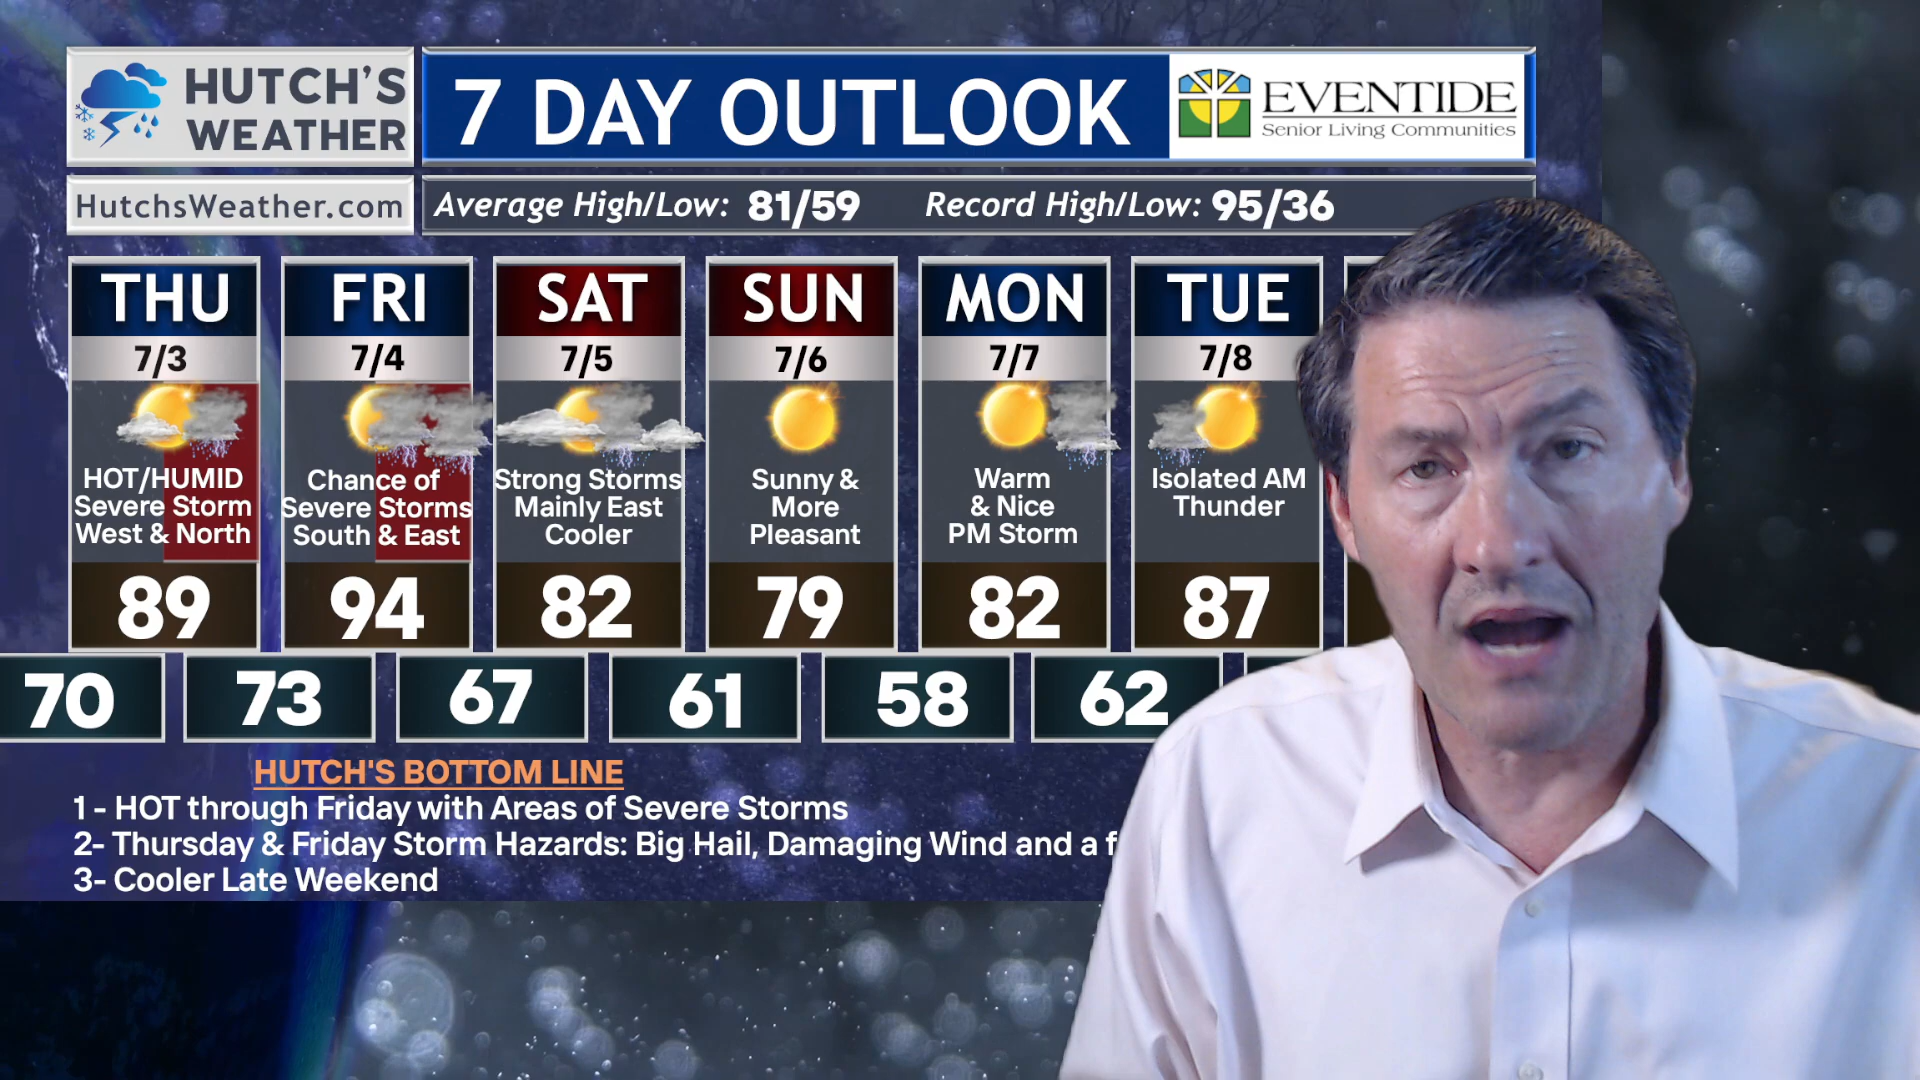 HUTCH'S
WEATHER
7 DAY OUTLOOK
EVENTIDE
Senior Living Communities
HutchsWeather.com
Average High/Low: 81/59
Record High/Low: 95/36
THU
7/3
HOT/HUMID
Severe Storm
West & North
89
FRI
7/4
Chance of
Severe Storms
South & East
94
SAT
7/5
Strong Storms
Mainly East
Cooler
82
SUN
7/6
Sunny &
More
Pleasant
79
MON
7/7
Warm
& Nice
PM Storm
82
TUE
7/8
Isolated AM
Thunder
87
70 73 67 61 58 62
HUTCH'S BOTTOM LINE
1 - HOT through Friday with Areas of Severe Storms
2- Thursday & Friday Storm Hazards: Big Hail, Damaging Wind and a f
3- Cooler Late Weekend